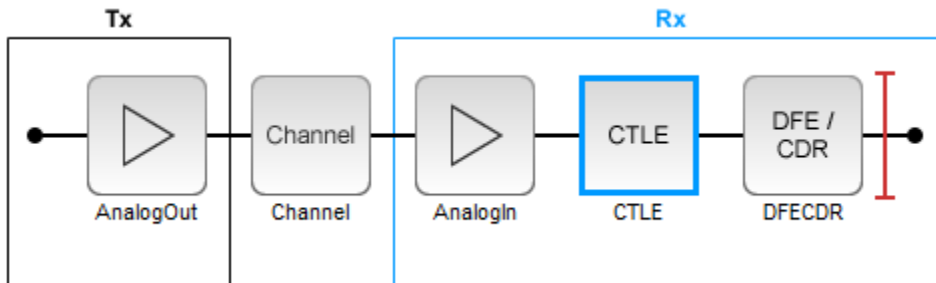 Tx
Rx
Channel
CTLE
DFE /
CDR
AnalogOut
Channel
AnalogIn
CTLE
DFECDR